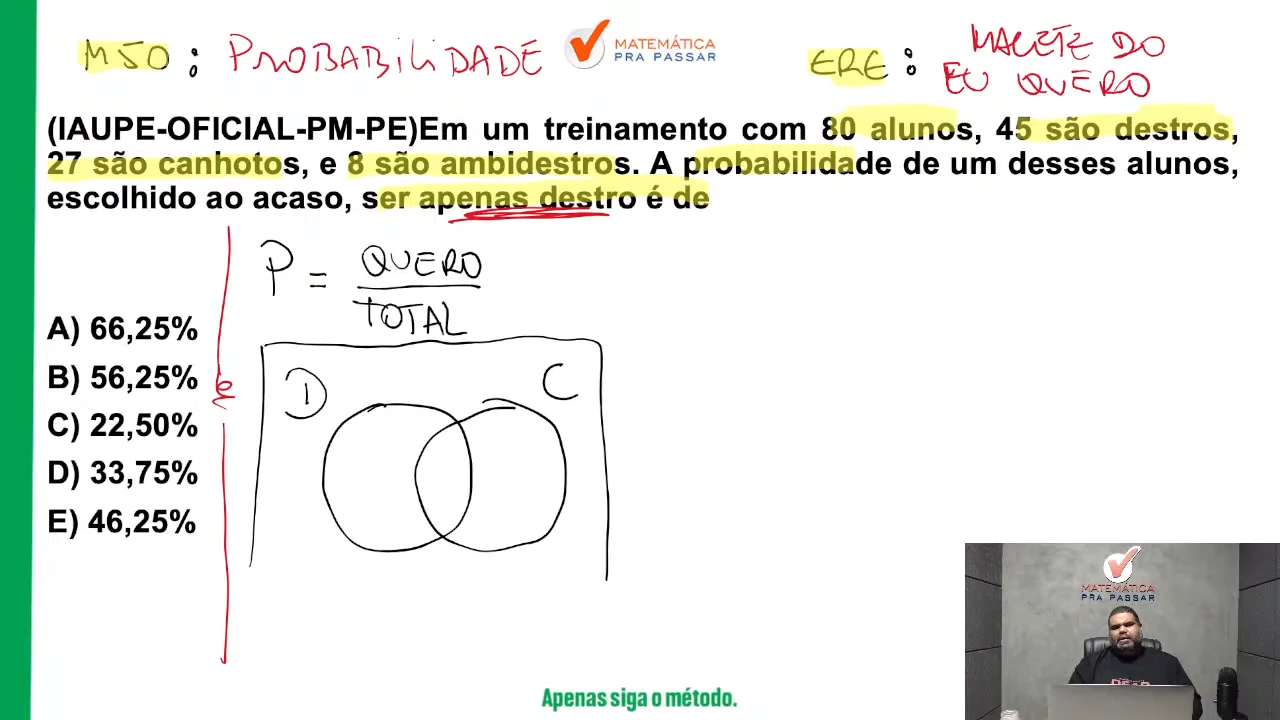 M50: PROBABILIDADE
MATEMÁTICA
PRA PASSAR
ERE: MACETE DO
EU QUERO
(IAUPE-OFICIAL-PM-PE)Em um treinamento com 80 alunos, 45 são destros,
27 são canhotos, e 8 são ambidestros. A probabilidade de um desses alunos,
escolhido ao acaso, ser apenas destro é de
P = QUERO
TOTAL
A) 66,25%
B) 56,25%
C) 22,50%
D) 33,75%
E) 46,25%
D C
MATEMÁTICA
PRA PASSAR
Apenas siga o método.